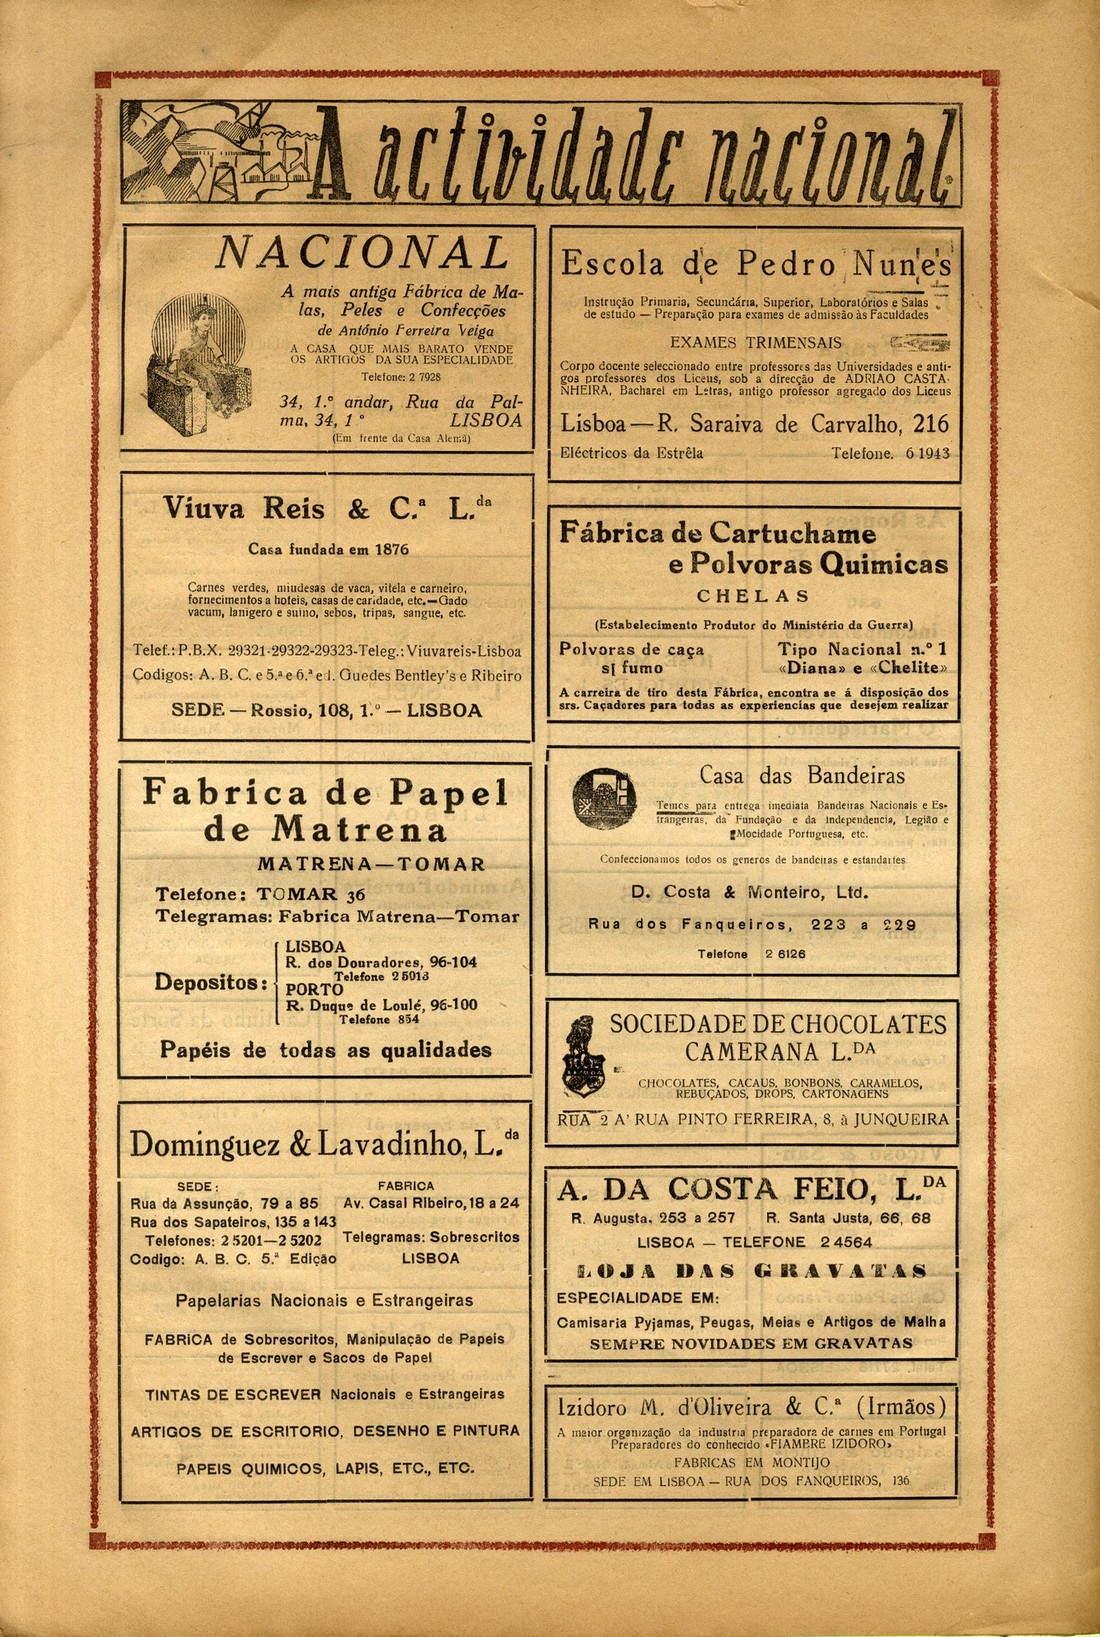 A actividade nacional
NACIONAL
A mais antiga Fábrica de Ma-
las, Peles e Confecções
de António Ferreira Veiga
A CASA QUE MAIS BARATO VENDE
OS ARTIGOS DA SUA ESPECIALIDADE
Telefone: 2 7928
34, 1.º andar, Rua da Pal-
ma, 34, 1 º LISBOA
(Em frente da Casa Alemã)
Viuva Reis & C.ª L.da
Casa fundada em 1876
Carnes verdes, miudesas de vaca, vitela e carneiro,
fornecimentos a hoteis, casas de caridade, etc.—Gado
vacum, lanigero e suino, sebos, tripas, sangue, etc.
Telef.: P.B.X. 29321-29322-29323-Teleg.: Viuvareis-Lisboa
Codigos: A. B. C. e 5.ª e 6.ª ed. Guedes Bentley's e Ribeiro
SEDE — Rossio, 108, 1.º — LISBOA
Fabrica de Papel
de Matrena
MATRENA—TOMAR
Telefone: TOMAR 36
Telegramas: Fabrica Matrena—Tomar
Depositos:
LISBOA
R. dos Douradores, 96-104
Telefone 2 5013
PORTO
R. Duque de Loulé, 96-100
Telefone 854
Papéis de todas as qualidades
Dominguez & Lavadinho, L.da
SEDE:
Rua da Assunção, 79 a 85
Rua dos Sapateiros, 135 a 143
Telefones: 2 5201—2 5202
Codigo: A. B. C. 5.ª Edição
FABRICA
Av. Casal Ribeiro, 18 a 24
Telegramas: Sobrescritos
LISBOA
Papelarias Nacionais e Estrangeiras
FABRICA de Sobrescritos, Manipulação de Papeis
de Escrever e Sacos de Papel
TINTAS DE ESCREVER Nacionais e Estrangeiras
ARTIGOS DE ESCRITORIO, DESENHO E PINTURA
PAPEIS QUIMICOS, LAPIS, ETC., ETC.
Escola de Pedro Nunes
Instrução Primaria, Secundária, Superior, Laboratórios e Salas
de estudo — Preparação para exames de admissão às Faculdades
EXAMES TRIMENSAIS
Corpo docente seleccionado entre professores das Universidades e anti-
gos professores dos Liceus, sob a direcção de ADRIAO CASTA-
NHEIRA, Bacharel em Letras, antigo professor agregado dos Liceus
Lisboa — R. Saraiva de Carvalho, 216
Eléctricos da Estrêla Telefone. 6 1943
Fábrica de Cartuchame
e Polvoras Quimicas
CHELAS
(Estabelecimento Produtor do Ministério da Guerra)
Polvoras de caça
s[ fumo
Tipo Nacional n.º 1
«Diana» e «Chelite»
A carreira de tiro desta Fábrica, encontra se á disposição dos
srs. Caçadores para todas as experiencias que desejem realizar
Casa das Bandeiras
Temos para entrega imediata Bandeiras Nacionais e Es-
trangeiras, da Fundação e da Independencia, Legião e
Mocidade Portuguesa, etc.
Confeccionamos todos os generos de bandeiras e estandartes
D. Costa & Monteiro, Ltd.
Rua dos Fanqueiros, 223 a 229
Telefone 2 6126
SOCIEDADE DE CHOCOLATES
CAMERANA L.DA
CHOCOLATES, CACAUS, BONBONS, CARAMELOS,
REBUÇADOS, DROPS, CARTONAGENS
RUA 2 A' RUA PINTO FERREIRA, 8, à JUNQUEIRA
A. DA COSTA FEIO, L.DA
R. Augusta. 253 a 257 R. Santa Justa, 66, 68
LISBOA — TELEFONE 2 4564
LOJA DAS GRAVATAS
ESPECIALIDADE EM:
Camisaria Pyjamas, Peugas, Meias e Artigos de Malha
SEMPRE NOVIDADES EM GRAVATAS
Izidoro M. d'Oliveira & C.ª (Irmãos)
A maior organização da industria preparadora de carnes em Portugal
Preparadores do conhecido «FIAMBRE IZIDORO»
FABRICAS EM MONTIJO
SEDE EM LISBOA — RUA DOS FANQUEIROS, 136